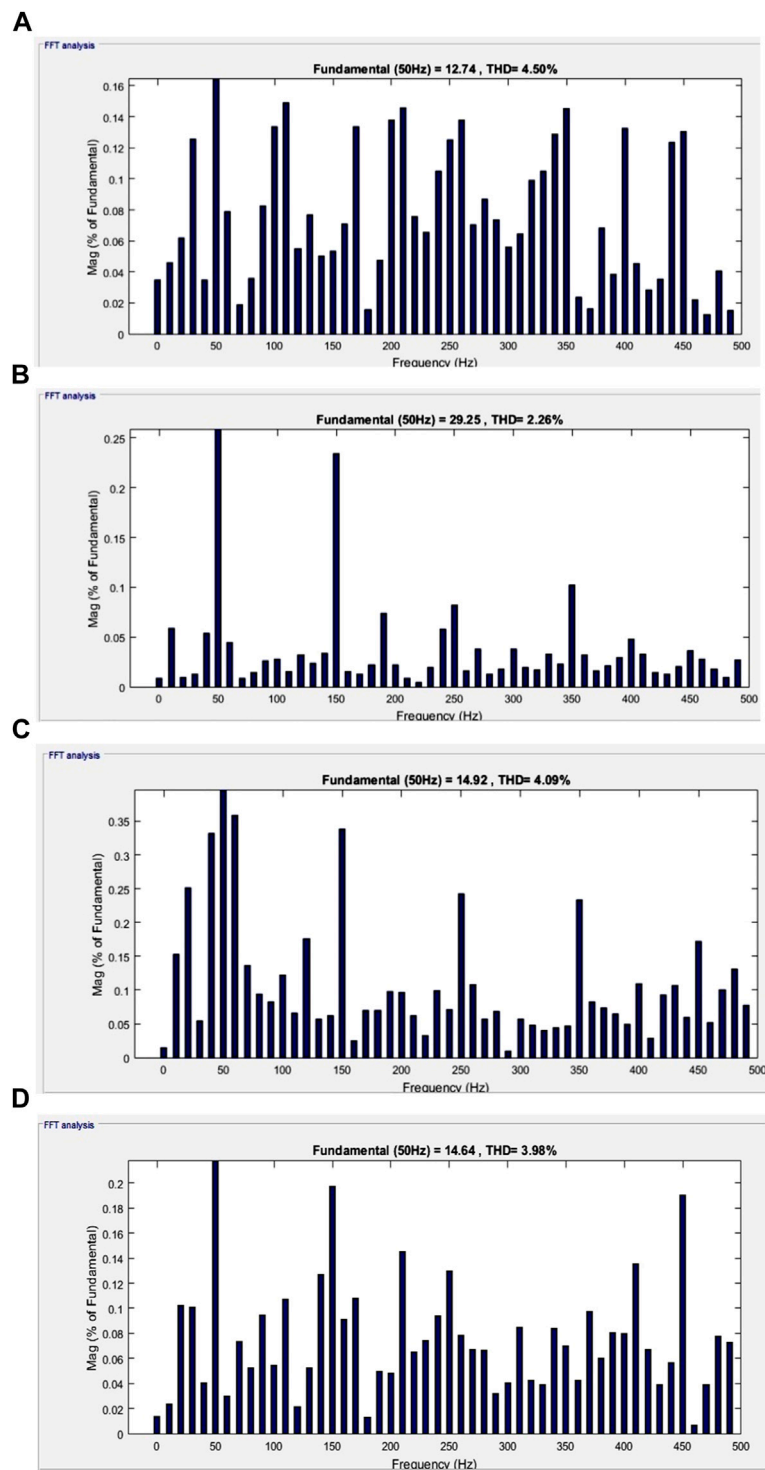 A
FFT analysis
Fundamental (50Hz) = 12.74 , THD= 4.50%
Mag (% of Fundamental)
0.16
0.14
0.12
0.1
0.08
0.06
0.04
0.02
0
0 50 100 150 200 250 300 350 400 450 500
Frequency (Hz)
B
FFT analysis
Fundamental (50Hz) = 29.25 , THD= 2.26%
Mag (% of Fundamental)
0.25
0.2
0.15
0.1
0.05
0
0 50 100 150 200 250 300 350 400 450 500
Frequency (Hz)
C
FFT analysis
Fundamental (50Hz) = 14.92 , THD= 4.09%
Mag (% of Fundamental)
0.35
0.3
0.25
0.2
0.15
0.1
0.05
0
0 50 100 150 200 250 300 350 400 450 500
Frequency (Hz)
D
FFT analysis
Fundamental (50Hz) = 14.64 , THD= 3.98%
Mag (% of Fundamental)
0.2
0.18
0.16
0.14
0.12
0.1
0.08
0.06
0.04
0.02
0
0 50 100 150 200 250 300 350 400 450 500
Frequency (Hz)